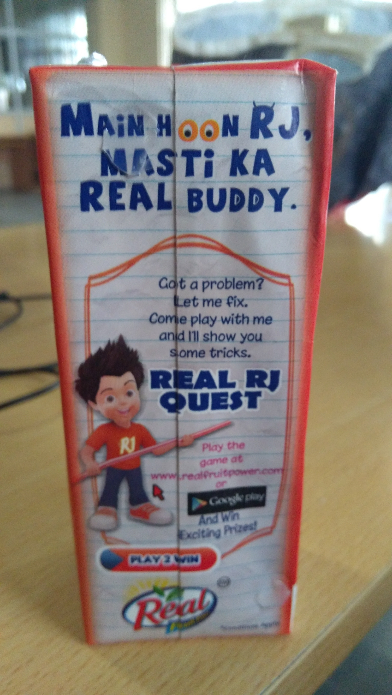 MAIN HOON RJ,
MASTI KA
REAL BUDDY.
Got a problem?
Let me fix.
Come play with me
and I'll show you
some tricks.
REAL RJ
QUEST
RJ
Play the
game at
www.realfruitpower.com
or
Google play
And Win
Exciting Prizes!
PLAY 2 WIN
Réal